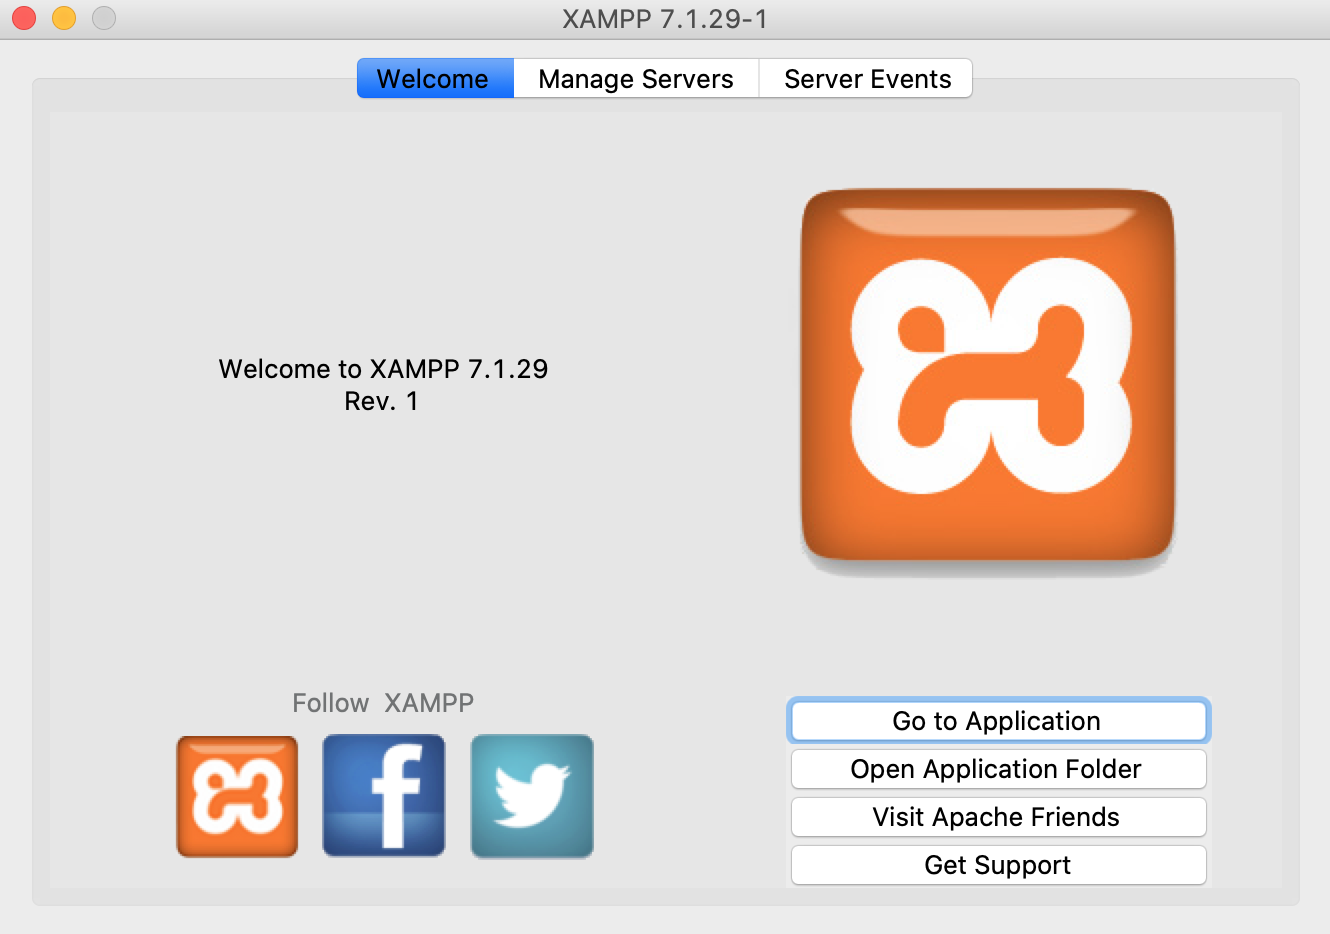 XAMPP 7.1.29-1
Welcome
Manage Servers
Server Events
Welcome to XAMPP 7.1.29
Rev. 1
Follow XAMPP
Go to Application
Open Application Folder
Visit Apache Friends
Get Support